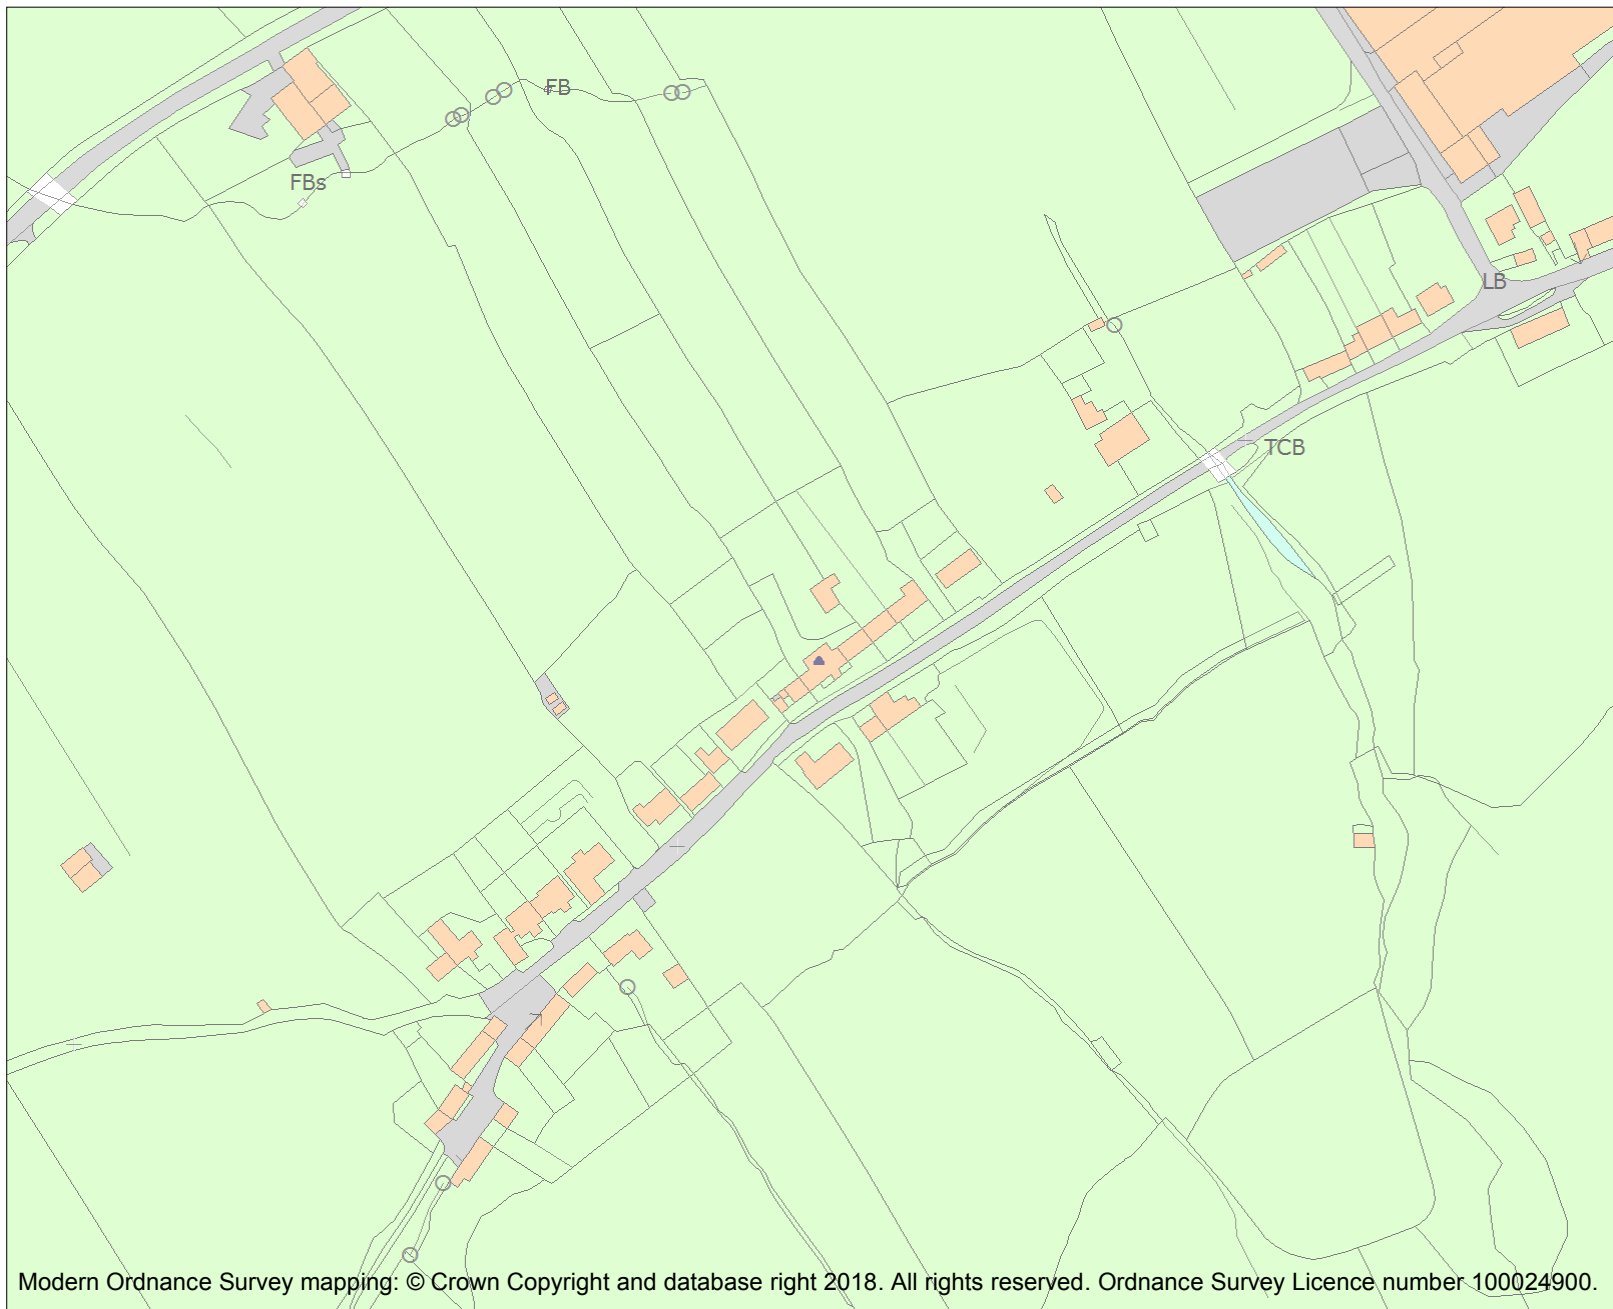 FB
FBs
LB
TCB
Modern Ordnance Survey mapping: © Crown Copyright and database right 2018. All rights reserved. Ordnance Survey Licence number 100024900.